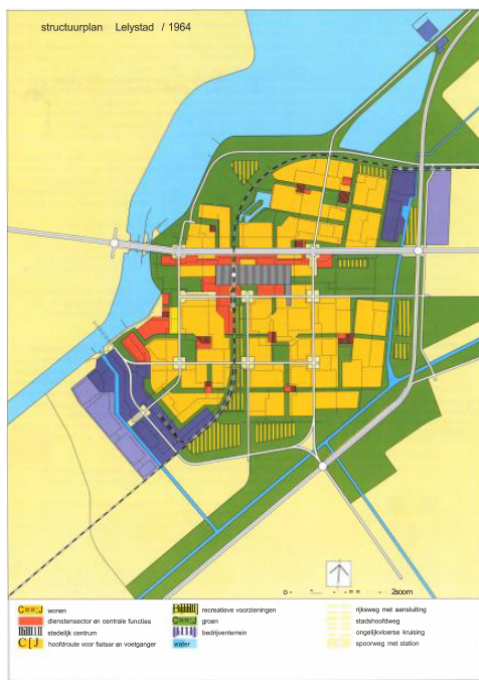 structuurplan Lelystad / 1964
2soom
C==:J wonen
dienstensector en centrale functies
stedelijk centrum
C[J hoofdroute voor fietser en voetganger
recreatieve voorzieningen
C==:J groen
bedrijventerrein
water
rijksweg met aansluiting
stadshoofdweg
ongelijkvloerse kruising
spoorweg met station